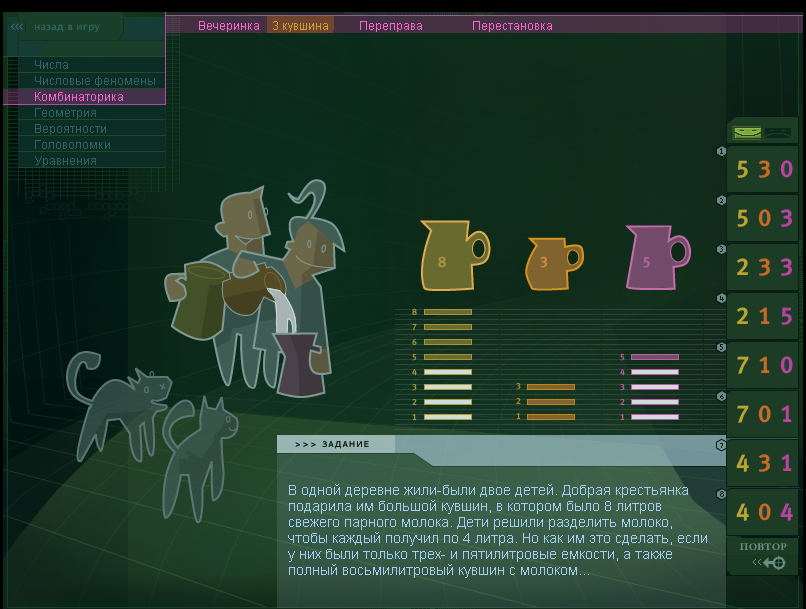 <<< назад в игру
Вечеринка 3 кувшина Переправа Перестановка
Числа
Числовые феномены
Комбинаторика
Геометрия
Вероятности
Головоломки
Уравнения
8 3 5
8
7
6
5
4
3
2
1
3
2
1
5
4
3
2
1
1 5 3 0
2 5 0 3
3 2 3 3
4 2 1 5
5 7 1 0
6 7 0 1
7 4 3 1
8 4 0 4
ПОВТОР
<<
>>> ЗАДАНИЕ
В одной деревне жили-были двое детей. Добрая крестьянка
подарила им большой кувшин, в котором было 8 литров
свежего парного молока. Дети решили разделить молоко,
чтобы каждый получил по 4 литра. Но как им это сделать, если
у них были только трех- и пятилитровые емкости, а также
полный восьмилитровый кувшин с молоком...